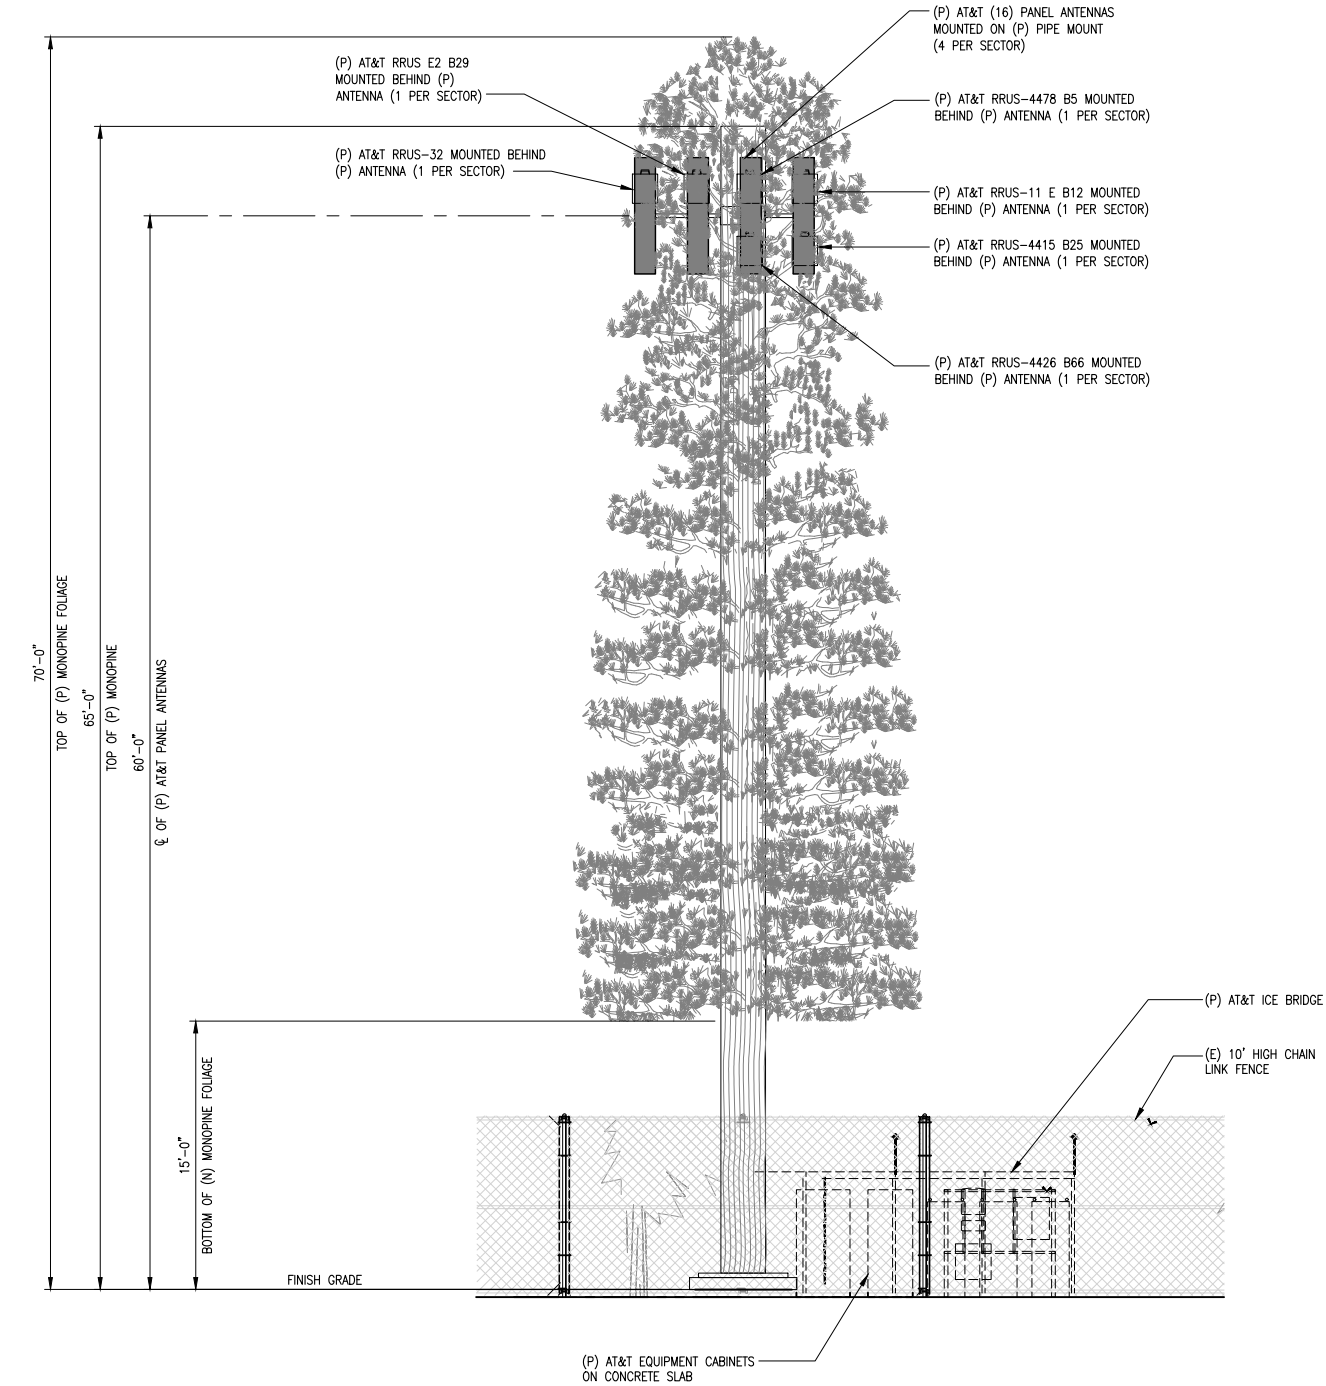 (P) AT&T (16) PANEL ANTENNAS
MOUNTED ON (P) PIPE MOUNT
(4 PER SECTOR)
(P) AT&T RRUS E2 B29
MOUNTED BEHIND (P)
ANTENNA (1 PER SECTOR)
(P) AT&T RRUS-4478 B5 MOUNTED
BEHIND (P) ANTENNA (1 PER SECTOR)
(P) AT&T RRUS-32 MOUNTED BEHIND
(P) ANTENNA (1 PER SECTOR)
(P) AT&T RRUS-11 E B12 MOUNTED
BEHIND (P) ANTENNA (1 PER SECTOR)
(P) AT&T RRUS-4415 B25 MOUNTED
BEHIND (P) ANTENNA (1 PER SECTOR)
(P) AT&T RRUS-4426 B66 MOUNTED
BEHIND (P) ANTENNA (1 PER SECTOR)
70'-0"
TOP OF (P) MONOPINE FOLIAGE
65'-0"
TOP OF (P) MONOPINE
60'-0"
℄ OF (P) AT&T PANEL ANTENNAS
15'-0"
BOTTOM OF (N) MONOPINE FOLIAGE
(P) AT&T ICE BRIDGE
(E) 10' HIGH CHAIN
LINK FENCE
FINISH GRADE
(P) AT&T EQUIPMENT CABINETS
ON CONCRETE SLAB